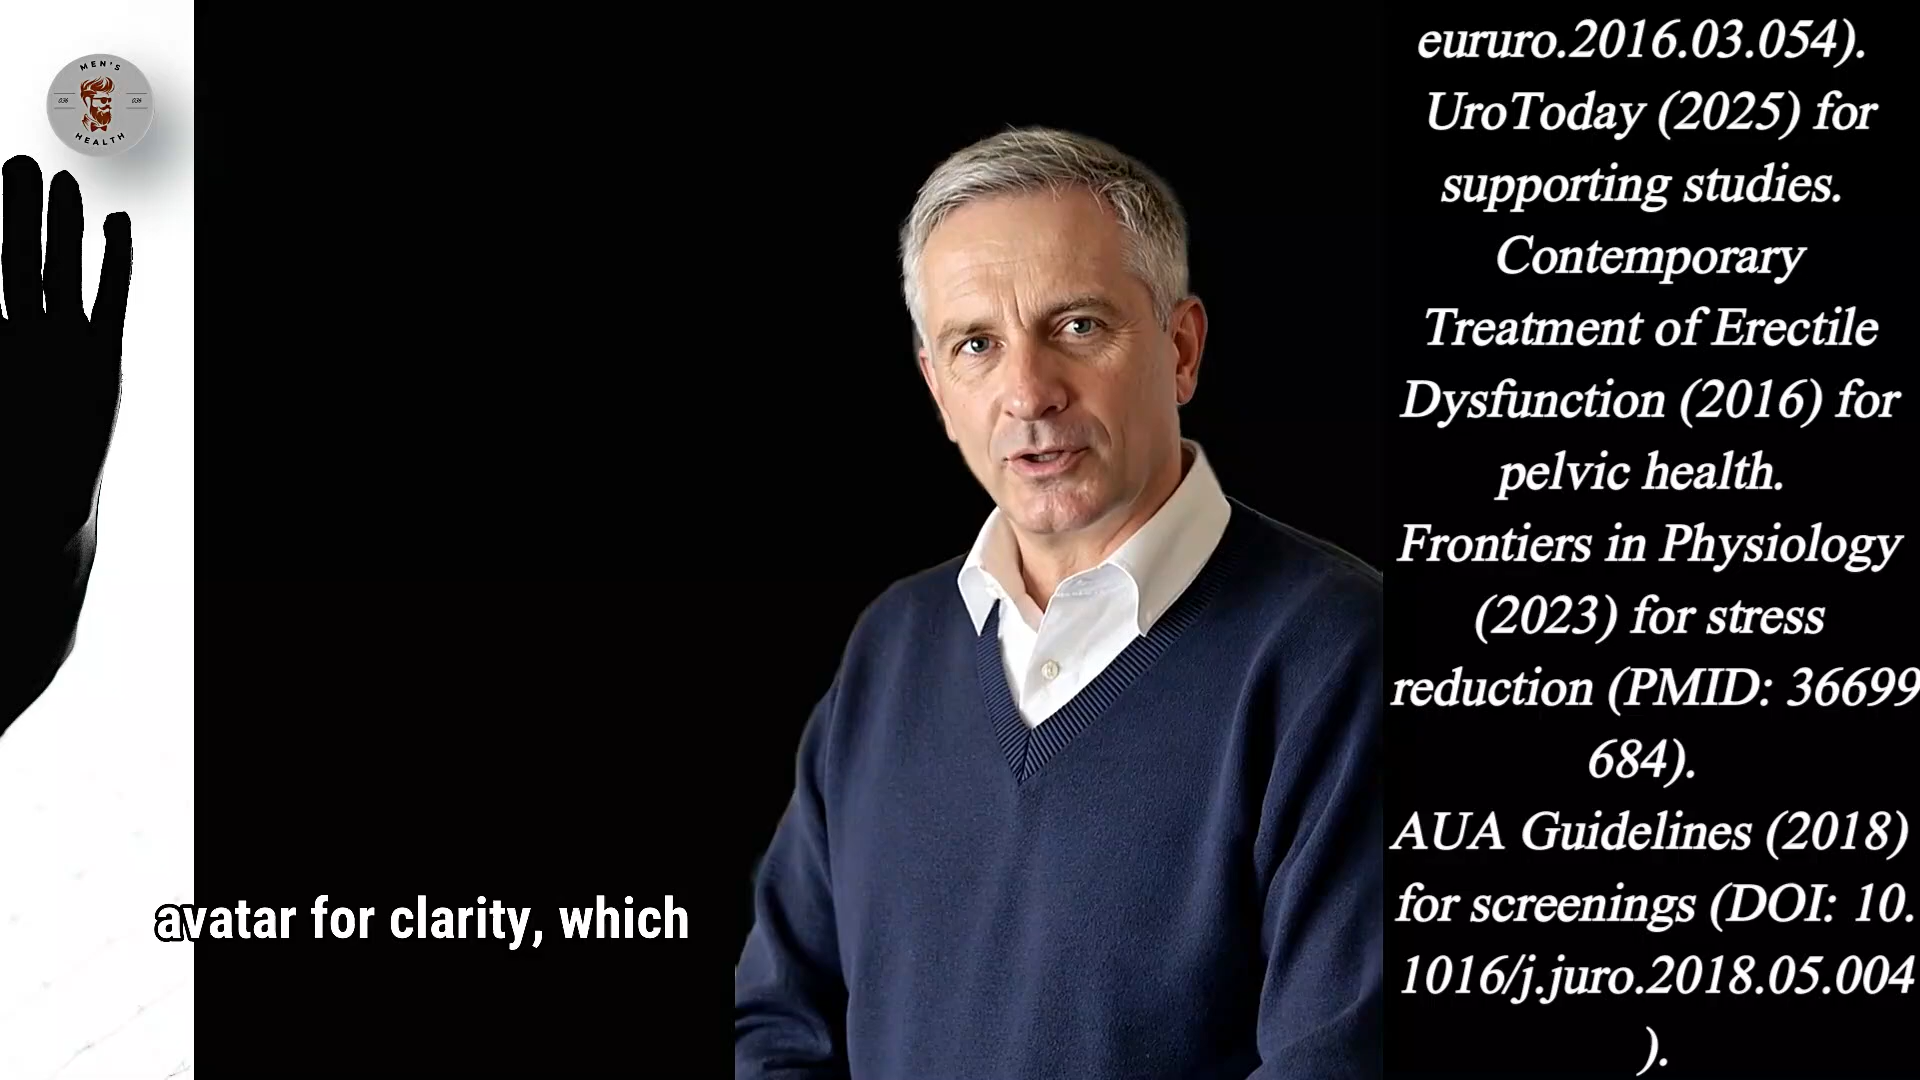 MEN'S
036 036
HEALTH
eururo.2016.03.054).
UroToday (2025) for
supporting studies.
Contemporary
Treatment of Erectile
Dysfunction (2016) for
pelvic health.
Frontiers in Physiology
(2023) for stress
reduction (PMID: 36699
684).
AUA Guidelines (2018)
for screenings (DOI: 10.
1016/j.juro.2018.05.004
).
avatar for clarity, which